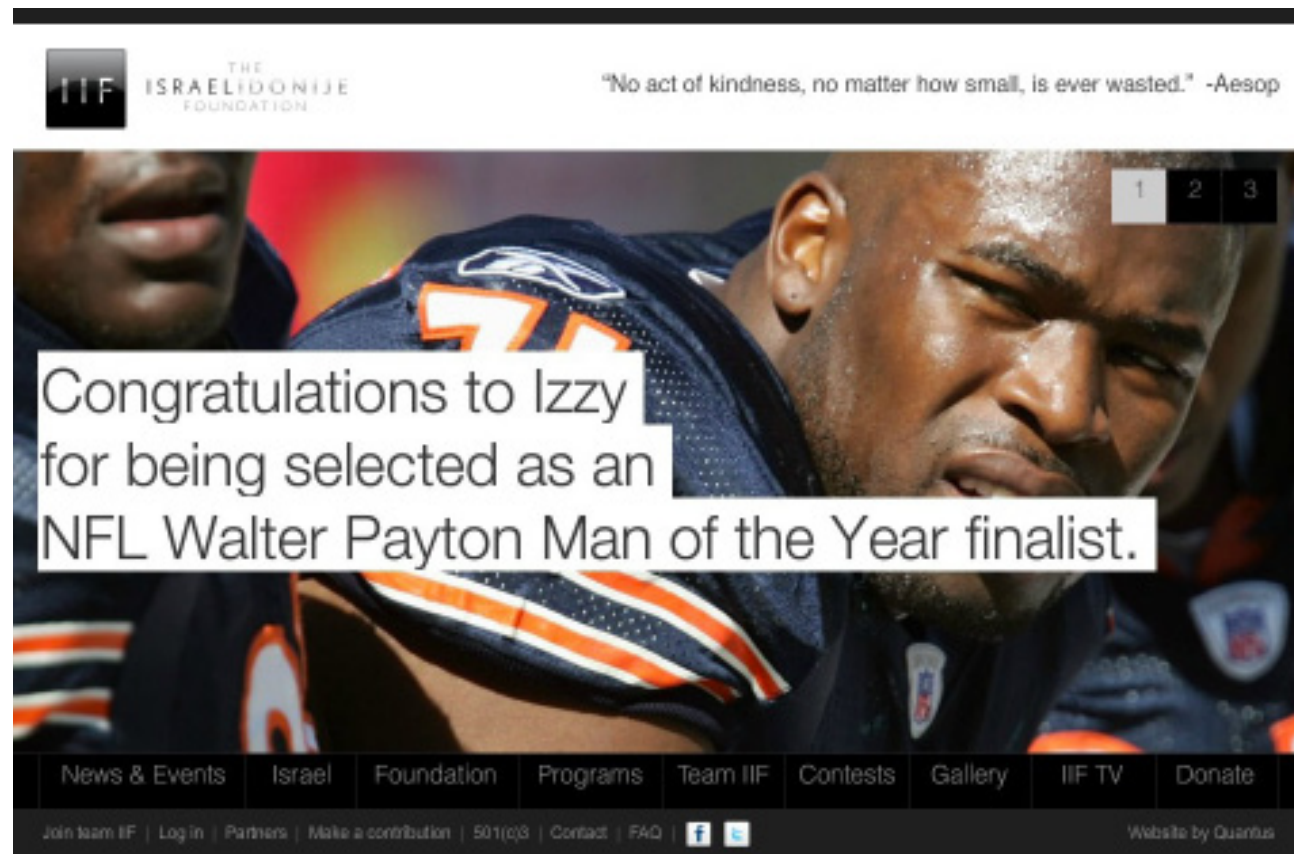 IIF
THE
ISRAELIDONIJE
FOUNDATION
“No act of kindness, no matter how small, is ever wasted.” -Aesop
1 2 3
Congratulations to Izzy
for being selected as an
NFL Walter Payton Man of the Year finalist.
News & Events Israel Foundation Programs Team IIF Contests Gallery IIF TV Donate
Join team IIF | Log in | Partners | Make a contribution | 501(c)3 | Contact | FAQ | f t
Website by Quantus